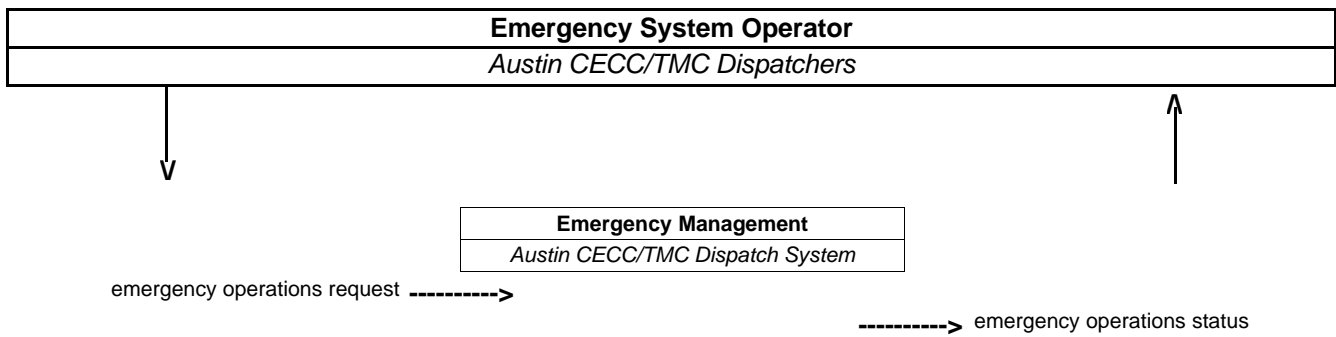 Emergency System Operator
Austin CECC/TMC Dispatchers
Emergency Management
Austin CECC/TMC Dispatch System
emergency operations request ---------->
----------> emergency operations status